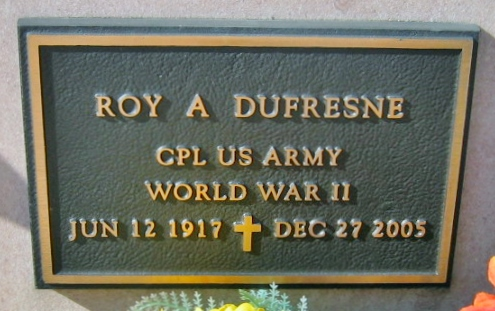 ROY A DUFRESNE
CPL US ARMY
WORLD WAR II
JUN 12 1917 ✝ DEC 27 2005